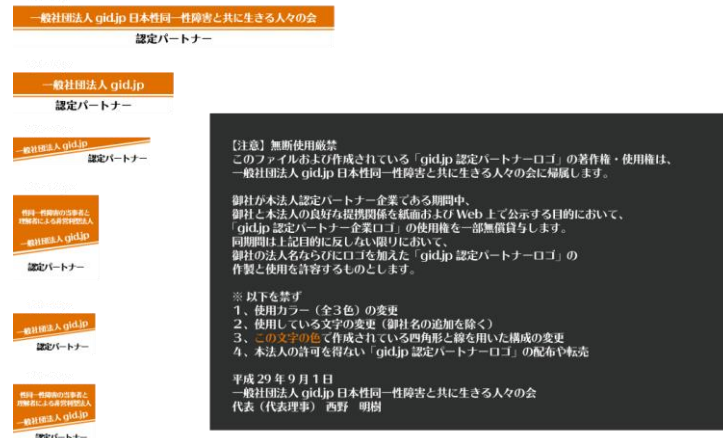 一般社団法人 gid.jp 日本性同一性障害と共に生きる人々の会
認定パートナー
一般社団法人 gid.jp
認定パートナー
一般社団法人 gid.jp
認定パートナー
性同一性障害の当事者と
理解者による非営利型法人
一般社団法人 gid.jp
認定パートナー
一般社団法人 gid.jp
認定パートナー
性同一性障害の当事者と
理解者による非営利型法人
一般社団法人 gid.jp
認定パートナー
【注意】無断使用厳禁
このファイルおよび作成されている「gid.jp 認定パートナーロゴ」の著作権・使用権は、
一般社団法人 gid.jp 日本性同一性障害と共に生きる人々の会に帰属します。
御社が本法人認定パートナー企業である期間中、
御社と本法人の良好な提携関係を紙面および Web 上で公示する目的において、
「gid.jp 認定パートナー企業ロゴ」の使用権を一部無償貸与します。
同期間は上記目的に反しない限りにおいて、
御社の法人名ならびにロゴを加えた「gid.jp 認定パートナーロゴ」の
作製と使用を許容するものとします。
※ 以下を禁ず
1、使用カラー（全3色）の変更
2、使用している文字の変更（御社名の追加を除く）
3、この文字の色で作成されている四角形と線を用いた構成の変更
4、本法人の許可を得ない「gid.jp 認定パートナーロゴ」の配布や転売
平成 29 年 9 月 1 日
一般社団法人 gid.jp 日本性同一性障害と共に生きる人々の会
代表（代表理事） 西野 明樹